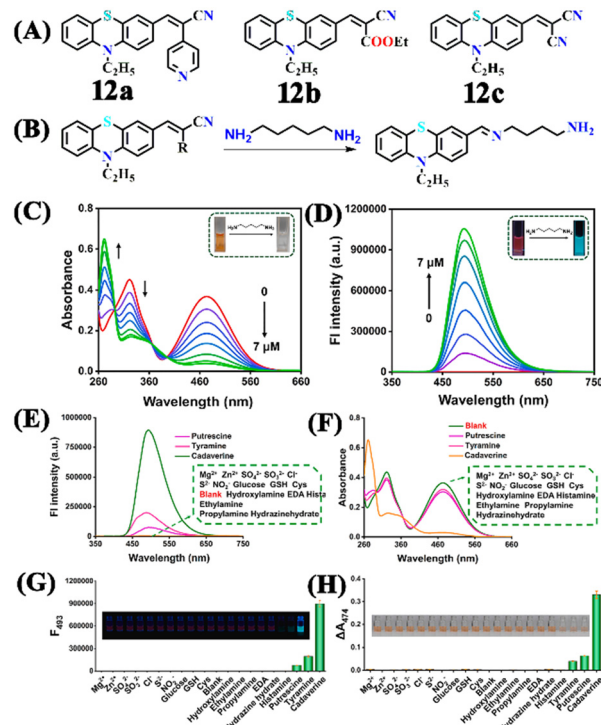 (A)
S
CN
N
C₂H₅
N
12a
S
CN
COOEt
N
C₂H₅
12b
S
CN
CN
N
C₂H₅
12c
(B)
S
CN
R
N
C₂H₅
NH₂
NH₂
S
N
NH₂
N
C₂H₅
(C)
Absorbance
0.8
0.6
0.4
0.2
0.0
260 360 460 560 660
Wavelength (nm)
0
7 μM
(D)
FI intensity (a.u.)
1200000
900000
600000
300000
0
350 450 550 650 750
Wavelength (nm)
7 μM
0
(E)
FI intensity (a.u.)
1000000
750000
500000
250000
0
350 450 550 650 750
Wavelength (nm)
Putrescine
Tyramine
Cadaverine
Mg²⁺ Zn²⁺ SO₄²⁻ SO₃²⁻ Cl⁻
S²⁻ NO₂⁻ Glucose GSH Cys
Blank Hydroxylamine EDA Hista
Ethylamine
Propylamine Hydrazinehydrate
(F)
Absorbance
0.8
0.6
0.4
0.2
0.0
260 360 460 560 660
Wavelength (nm)
Blank
Putrescine
Tyramine
Cadaverine
Mg²⁺ Zn²⁺ SO₄²⁻ SO₃²⁻ Cl⁻
S²⁻ NO₂⁻ Glucose GSH Cys
Hydroxylamine EDA Histamine
Ethylamine Propylamine
Hydrazinehydrate
(G)
F₄₉₃
900000
600000
300000
0
Mg²⁺
Zn²⁺
Cl⁻
S²⁻
Glucose
GSH
Cys
Blank
Hydroxylamine
Ethylamine
Propylamine
EDA
Hydrazine hydrate
Histamine
Putrescine
Tyramine
Cadaverine
(H)
ΔA₄₇₄
0.4
0.3
0.2
0.1
0.0
Mg²⁺
Zn²⁺
Cl⁻
S²⁻
Glucose
GSH
Cys
Blank
Hydroxylamine
Ethylamine
Propylamine
EDA
Hydrazine hydrate
Histamine
Putrescine
Tyramine
Cadaverine